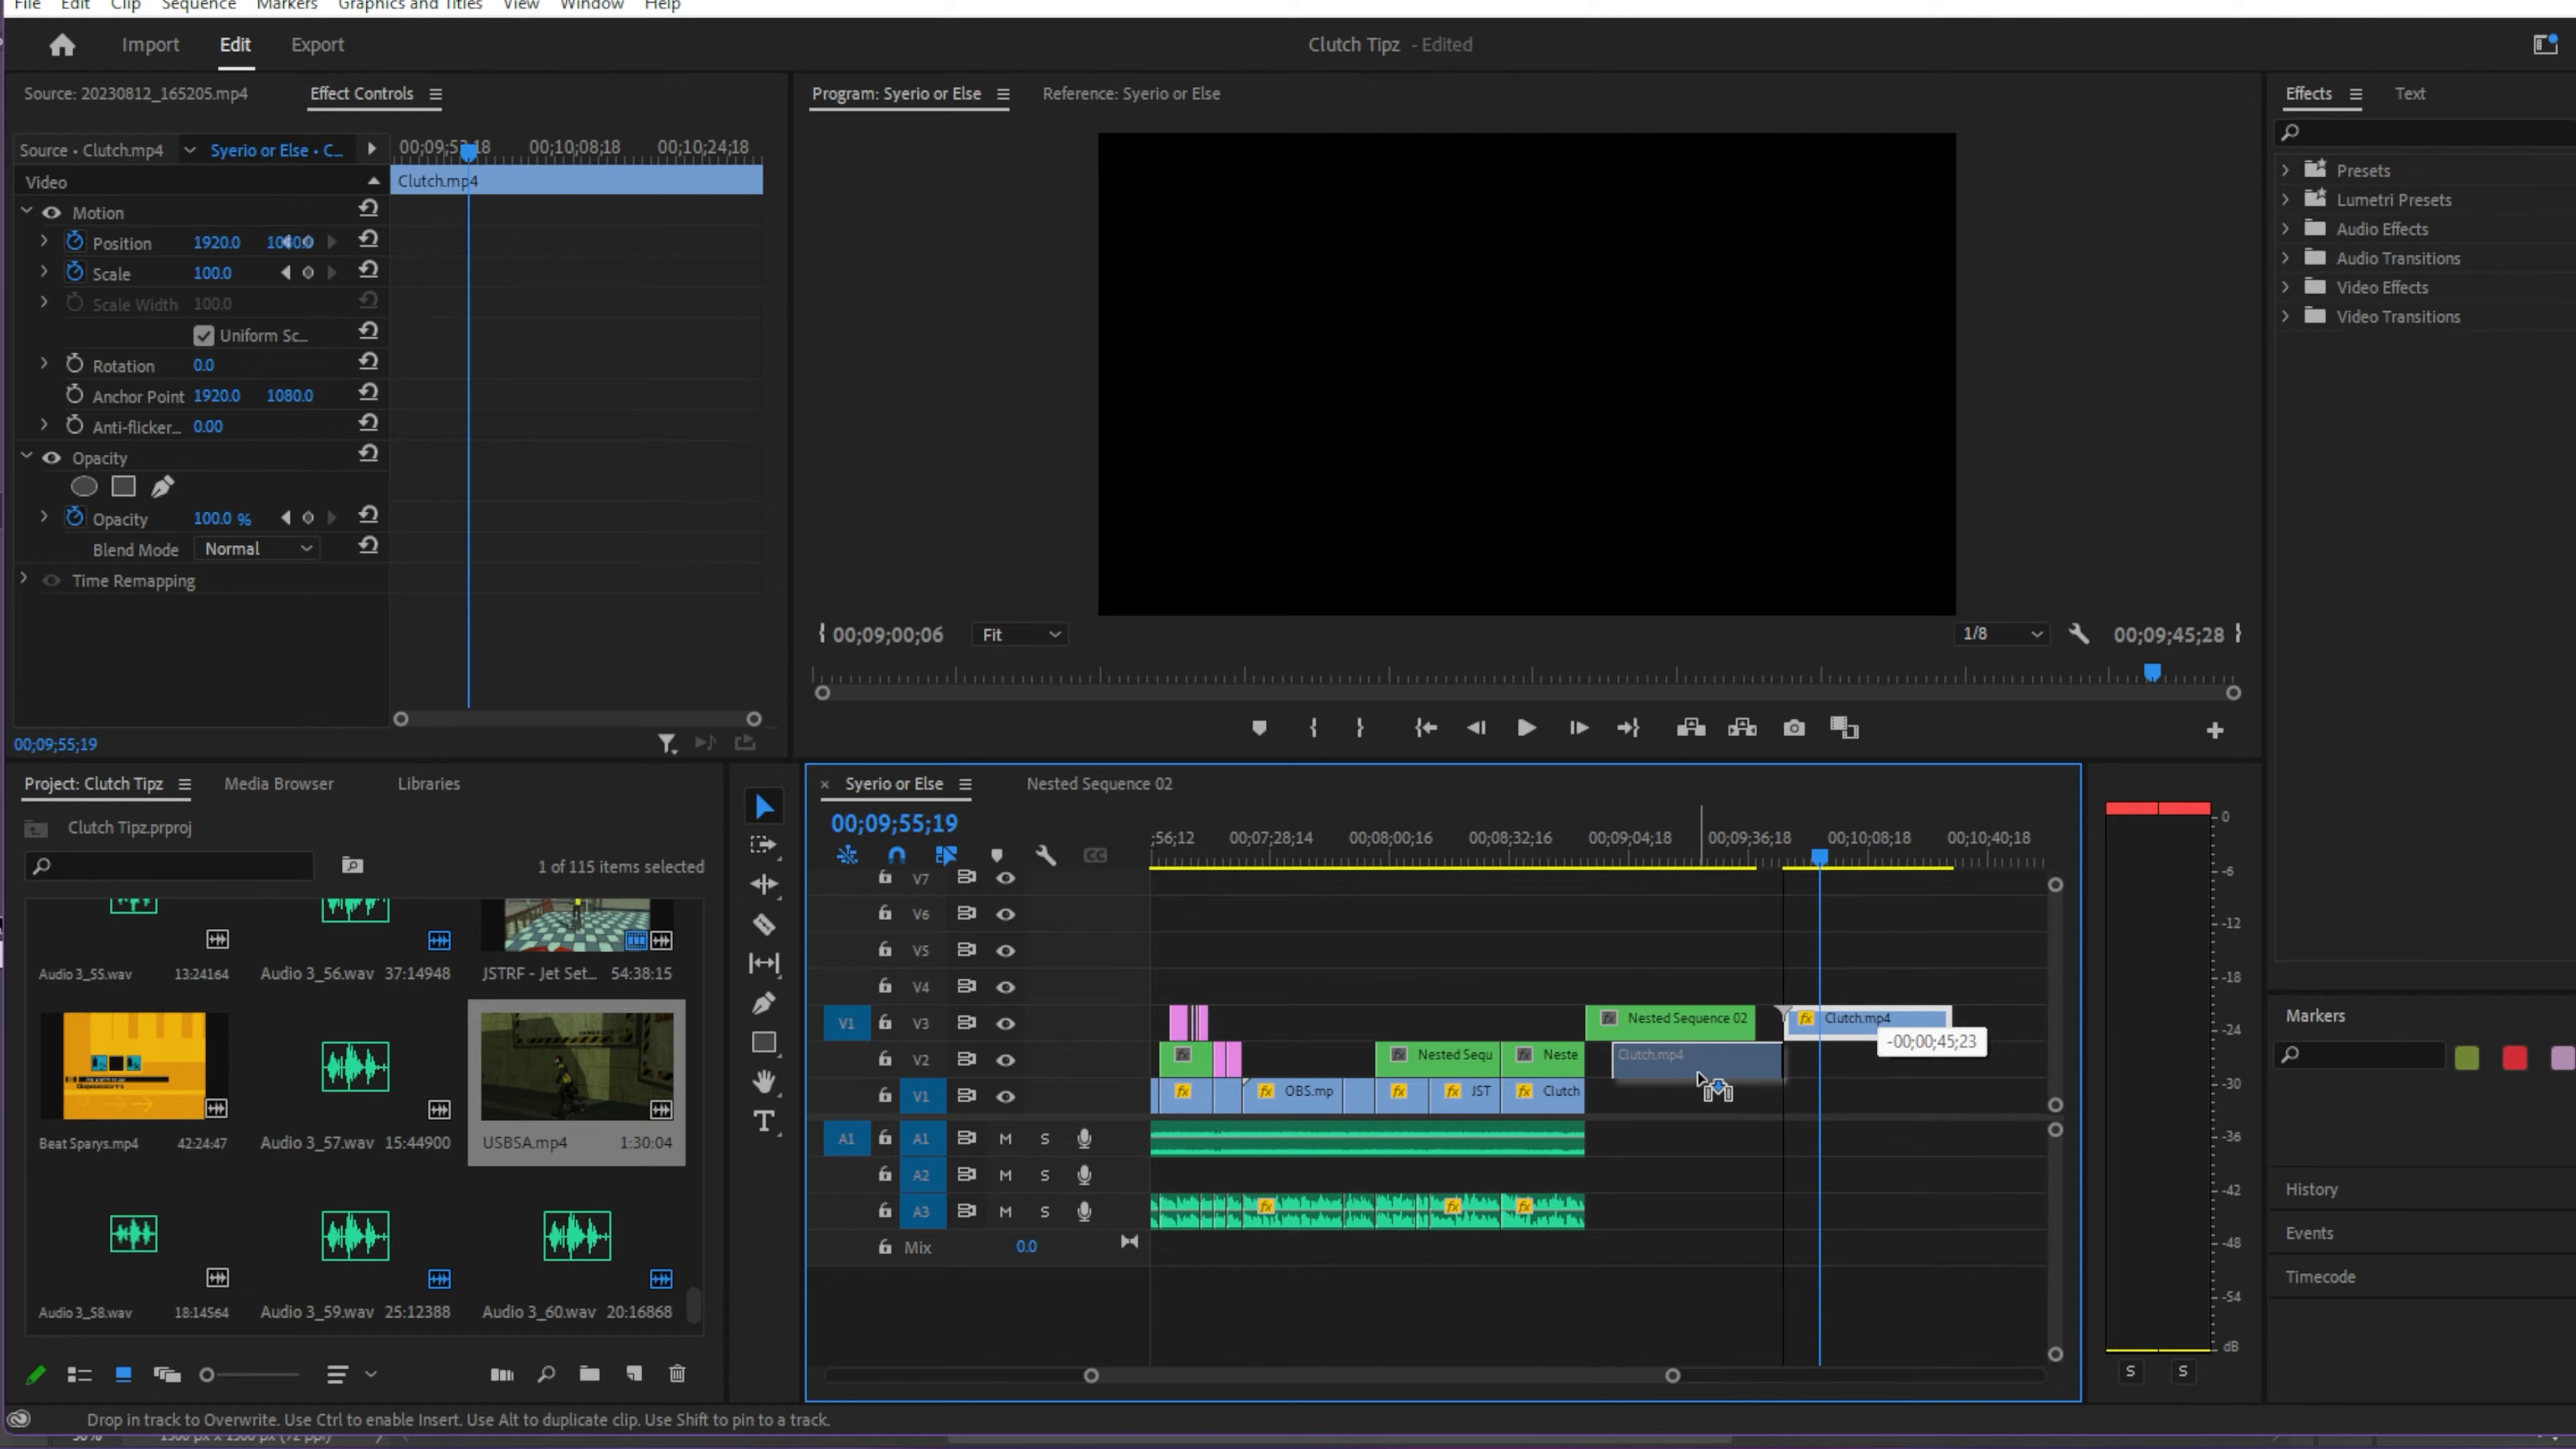 File Edit Clip Sequence Markers Graphics and Titles View Window Help
Import Edit Export
Clutch Tipz - Edited
Source: 20230812_165205.mp4 Effect Controls
Program: Syerio or Else Reference: Syerio or Else
Effects Text
Source • Clutch.mp4 Syerio or Else • C...
00;10;08;18 00;10;24;18
Video
Clutch.mp4
Motion
Position 1920.0
Scale 100.0
Scale Width 100.0
Uniform Sc...
Rotation 0.0
Anchor Point 1920.0 1080.0
Anti-flicker... 0.00
Opacity
Opacity 100.0 %
Blend Mode Normal
Time Remapping
00;09;55;19
Presets
Lumetri Presets
Audio Effects
Audio Transitions
Video Effects
Video Transitions
00;09;00;06 Fit 1/8 00;09;45;28
Project: Clutch Tipz Media Browser Libraries
Clutch Tipz.prproj
1 of 115 items selected
Audio 3_55.wav 13:24164 Audio 3_56.wav 37:14948 JSTRF - Jet Set... 54:38:15
Beat Sparys.mp4 42:24:47 Audio 3_57.wav 15:44900 USBSA.mp4 1:30:04
Audio 3_58.wav 18:14564 Audio 3_59.wav 25:12388 Audio 3_60.wav 20:16868
Syerio or Else Nested Sequence 02
00;09;55;19
;56;12 00;07;28;14 00;08;00;16 00;08;32;16 00;09;04;18 00;09;36;18 00;10;08;18 00;10;40;18
V7
V6
V5
V4
V1 V3 fx Nested Sequence 02 fx Clutch.mp4
-00;00;45;23
V2 fx fx Nested Sequ fx Neste Clutch.mp4
V1 fx fx OBS.mp fx fx JST fx Clutch
A1 A1 M S
A2 M S
A3 M S fx fx fx
Mix 0.0
0
-6
-12
-18
-24
-30
-36
-42
-48
-54
dB
S S
Markers
History
Events
Timecode
Drop in track to Overwrite. Use Ctrl to enable Insert. Use Alt to duplicate clip. Use Shift to pin to a track.